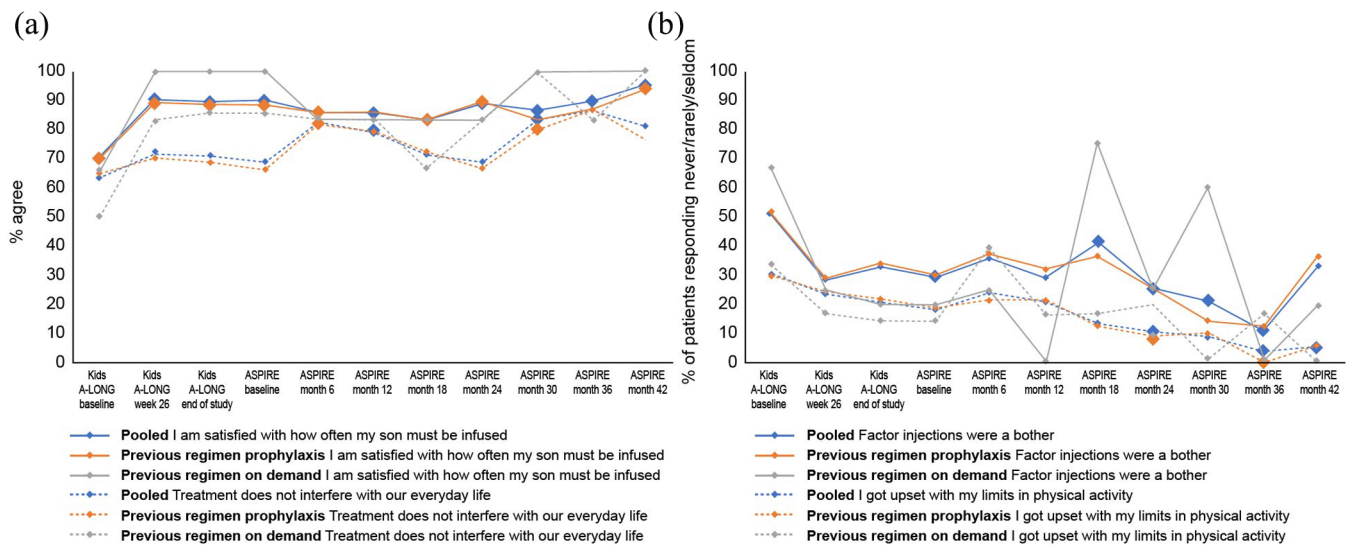 (a)
% agree
100
90
80
70
60
50
40
30
20
10
0
Kids A-LONG baseline
Kids A-LONG week 26
Kids A-LONG end of study
ASPIRE baseline
ASPIRE month 6
ASPIRE month 12
ASPIRE month 18
ASPIRE month 24
ASPIRE month 30
ASPIRE month 36
ASPIRE month 42
Pooled I am satisfied with how often my son must be infused
Previous regimen prophylaxis I am satisfied with how often my son must be infused
Previous regimen on demand I am satisfied with how often my son must be infused
Pooled Treatment does not interfere with our everyday life
Previous regimen prophylaxis Treatment does not interfere with our everyday life
Previous regimen on demand Treatment does not interfere with our everyday life
(b)
% of patients responding never/rarely/seldom
100
90
80
70
60
50
40
30
20
10
0
Kids A-LONG baseline
Kids A-LONG week 26
Kids A-LONG end of study
ASPIRE baseline
ASPIRE month 6
ASPIRE month 12
ASPIRE month 18
ASPIRE month 24
ASPIRE month 30
ASPIRE month 36
ASPIRE month 42
Pooled Factor injections were a bother
Previous regimen prophylaxis Factor injections were a bother
Previous regimen on demand Factor injections were a bother
Pooled I got upset with my limits in physical activity
Previous regimen prophylaxis I got upset with my limits in physical activity
Previous regimen on demand I got upset with my limits in physical activity